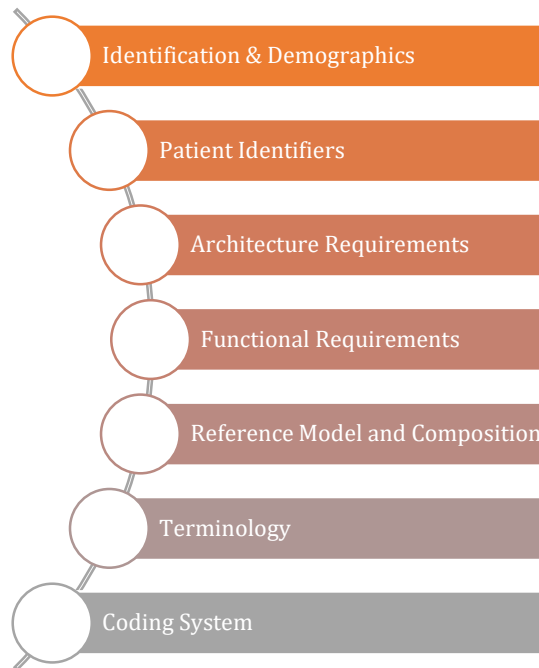 Identification & Demographics
Patient Identifiers
Architecture Requirements
Functional Requirements
Reference Model and Composition
Terminology
Coding System